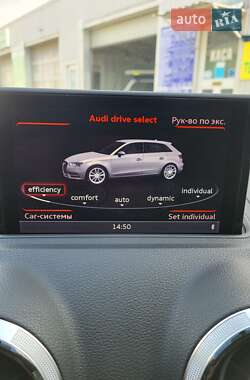 AUTO RIA
Audi drive select
Рук-во по экс.
efficiency
comfort
auto
dynamic
individual
Car-системы
Set individual
14:50